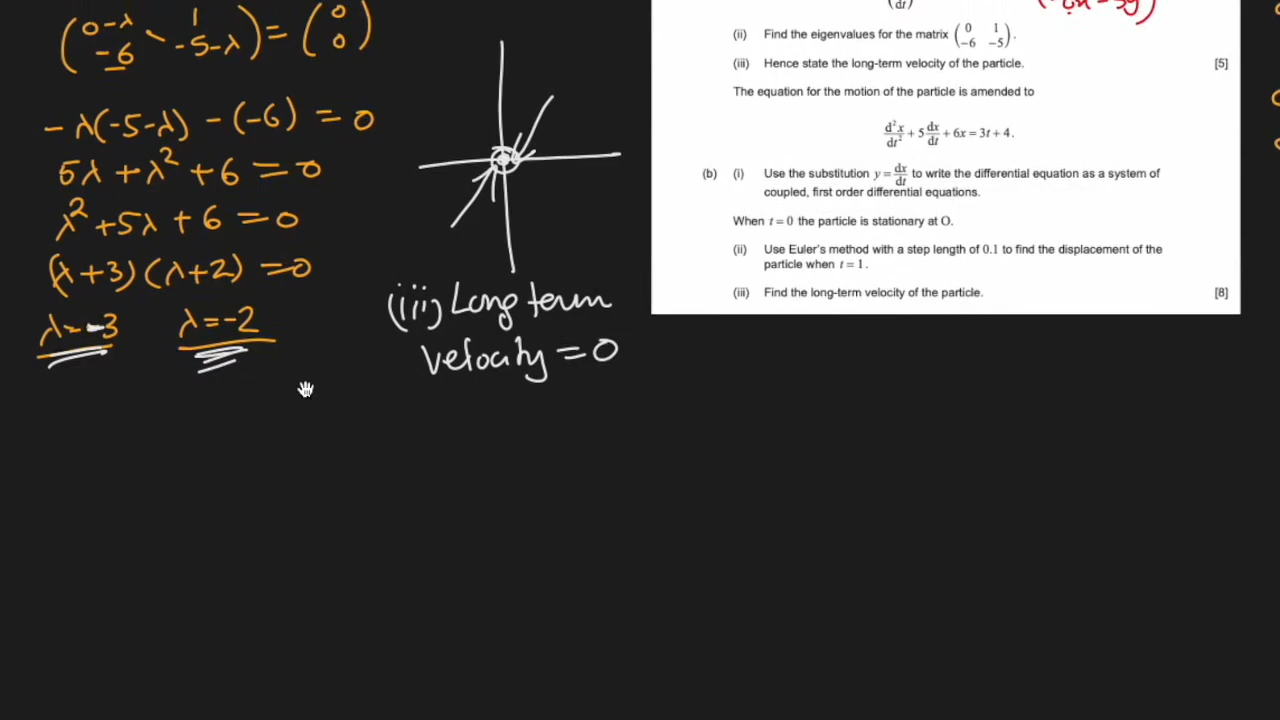 (0-λ 1
-6 -5-λ) = (0
0)
-λ(-5-λ) - (-6) = 0
5λ + λ² + 6 = 0
λ² + 5λ + 6 = 0
(λ+3)(λ+2) = 0
λ = -3 λ = -2
(iii) Long term
velocity = 0
(ii) Find the eigenvalues for the matrix (0 1
-6 -5).
(iii) Hence state the long-term velocity of the particle. [5]
The equation for the motion of the particle is amended to
d²x/dt² + 5 dx/dt + 6x = 3t + 4.
(b) (i) Use the substitution y = dx/dt to write the differential equation as a system of
coupled, first order differential equations.
When t = 0 the particle is stationary at O.
(ii) Use Euler's method with a step length of 0.1 to find the displacement of the
particle when t = 1.
(iii) Find the long-term velocity of the particle. [8]